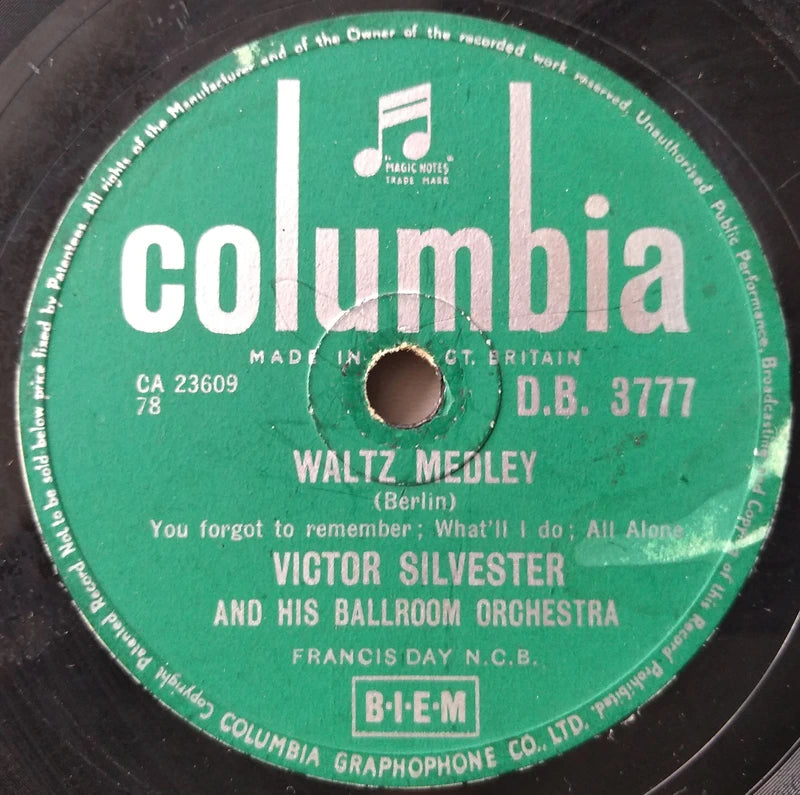 "MAGIC NOTES"
TRADE MARK
columbia
MADE IN GT. BRITAIN
CA 23609
78
D.B. 3777
WALTZ MEDLEY
(Berlin)
You forgot to remember; What'll I do; All Alone
VICTOR SILVESTER
AND HIS BALLROOM ORCHESTRA
FRANCIS DAY N.C.B.
B·I·E·M
Copyright Patented Record Not to be sold below price fixed by Patentees. All rights of the Manufacturer and of the Owner of the recorded work reserved. Unauthorised Public Performance, Broadcasting and Copying of this Record Prohibited.
COLUMBIA GRAPHOPHONE CO., LTD.